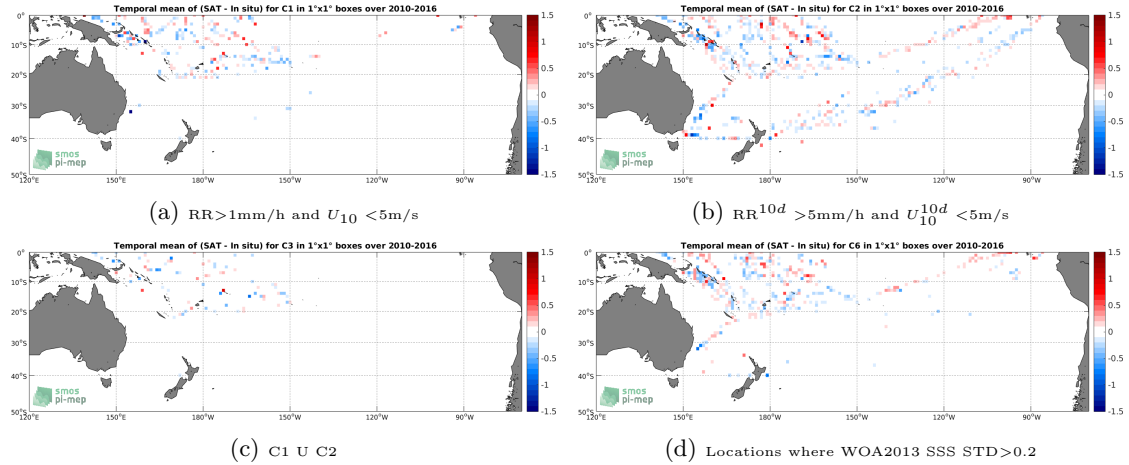 Temporal mean of (SAT - In situ) for C1 in 1°x1° boxes over 2010-2016
0°
10°S
20°S
30°S
40°S
50°S
120°E 150°E 180°W 150°W 120°W 90°W
1.5
1
0.5
0
-0.5
-1
-1.5
smos
pi-mep
(a) RR>1mm/h and U10 <5m/s
Temporal mean of (SAT - In situ) for C2 in 1°x1° boxes over 2010-2016
0°
10°S
20°S
30°S
40°S
50°S
120°E 150°E 180°W 150°W 120°W 90°W
1.5
1
0.5
0
-0.5
-1
-1.5
smos
pi-mep
(b) RR^10d >5mm/h and U10^10d <5m/s
Temporal mean of (SAT - In situ) for C3 in 1°x1° boxes over 2010-2016
0°
10°S
20°S
30°S
40°S
50°S
120°E 150°E 180°W 150°W 120°W 90°W
1.5
1
0.5
0
-0.5
-1
-1.5
smos
pi-mep
(c) C1 U C2
Temporal mean of (SAT - In situ) for C6 in 1°x1° boxes over 2010-2016
0°
10°S
20°S
30°S
40°S
50°S
120°E 150°E 180°W 150°W 120°W 90°W
1.5
1
0.5
0
-0.5
-1
-1.5
smos
pi-mep
(d) Locations where WOA2013 SSS STD>0.2